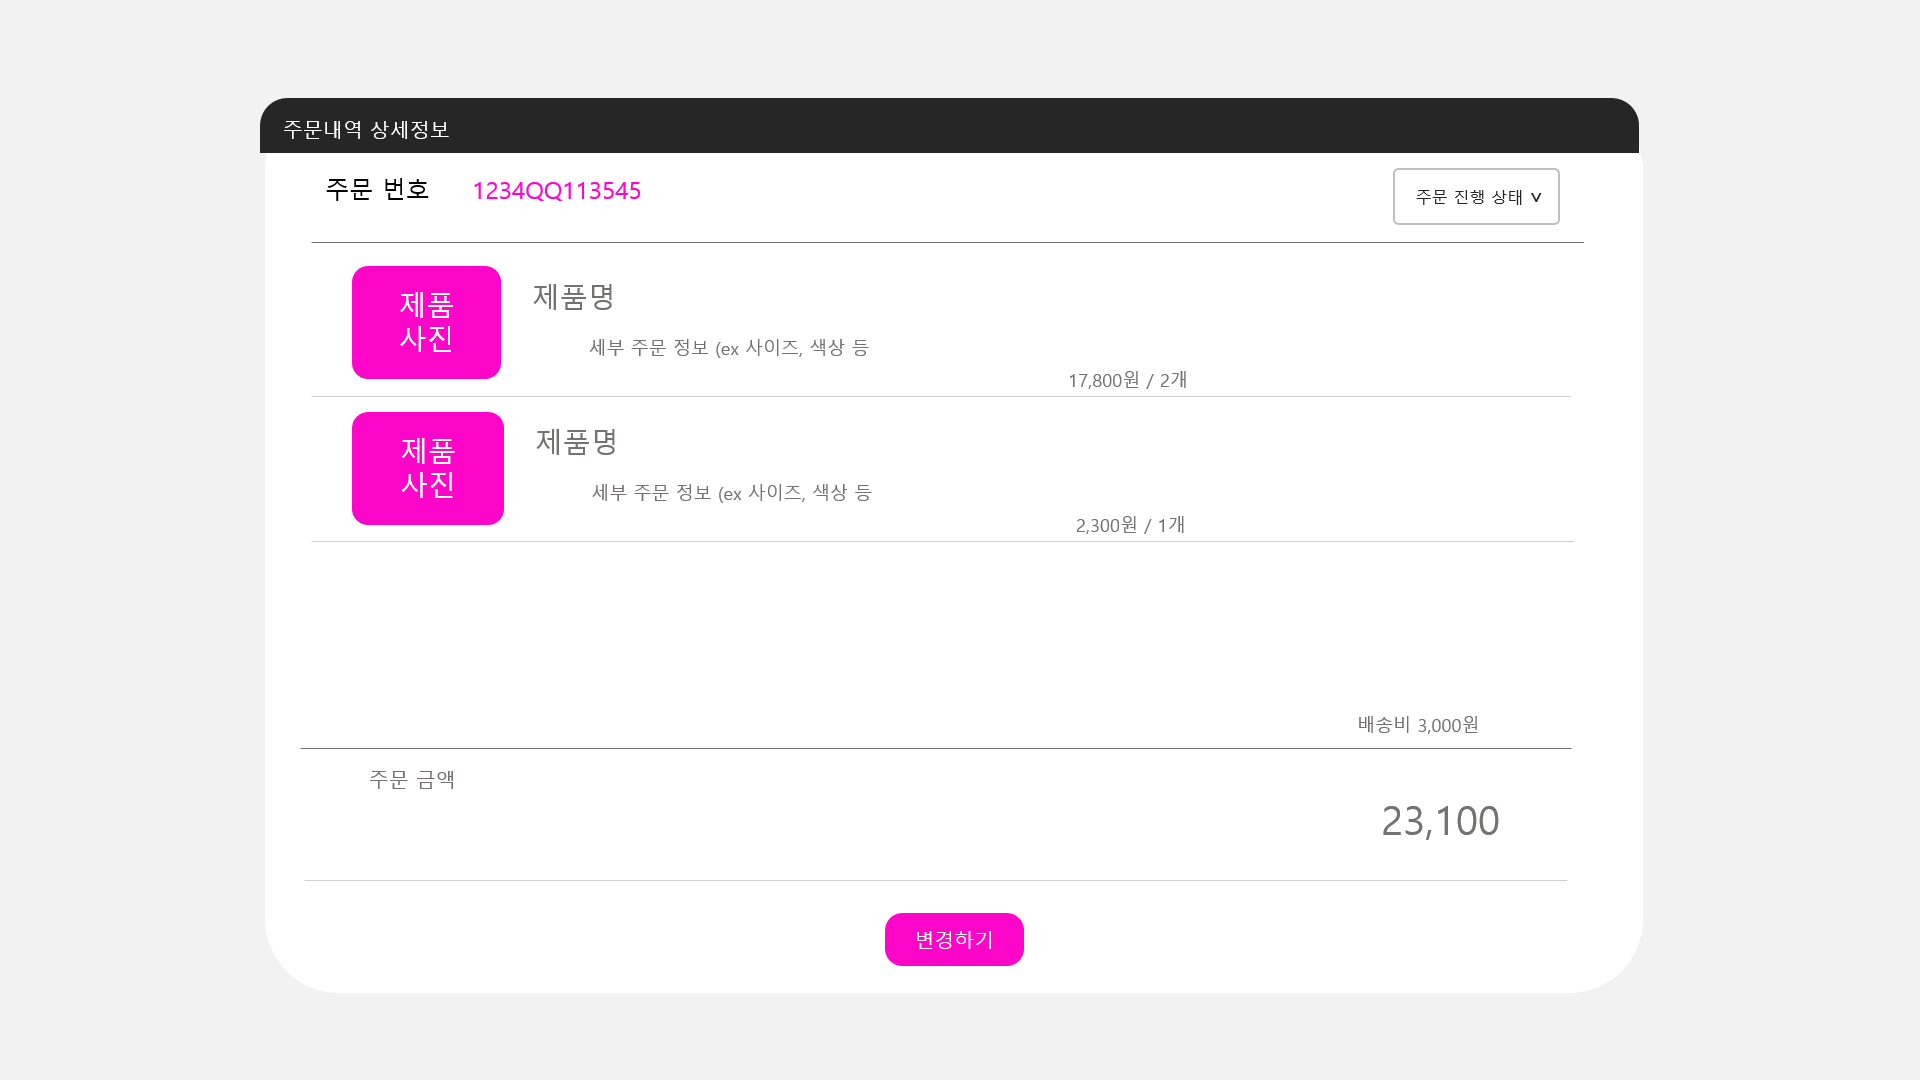 주문내역 상세정보
주문 번호 1234QQ113545
주문 진행 상태 ∨
제품
사진
제품명
세부 주문 정보 (ex 사이즈, 색상 등
17,800원 / 2개
제품
사진
제품명
세부 주문 정보 (ex 사이즈, 색상 등
2,300원 / 1개
배송비 3,000원
주문 금액
23,100
변경하기